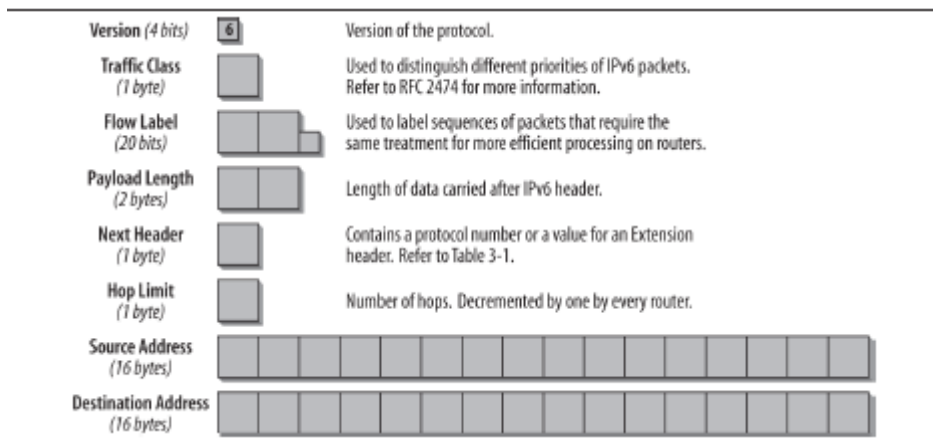 Version (4 bits)
6
Version of the protocol.
Traffic Class
(1 byte)
Used to distinguish different priorities of IPv6 packets.
Refer to RFC 2474 for more information.
Flow Label
(20 bits)
Used to label sequences of packets that require the
same treatment for more efficient processing on routers.
Payload Length
(2 bytes)
Length of data carried after IPv6 header.
Next Header
(1 byte)
Contains a protocol number or a value for an Extension
header. Refer to Table 3-1.
Hop Limit
(1 byte)
Number of hops. Decremented by one by every router.
Source Address
(16 bytes)
Destination Address
(16 bytes)